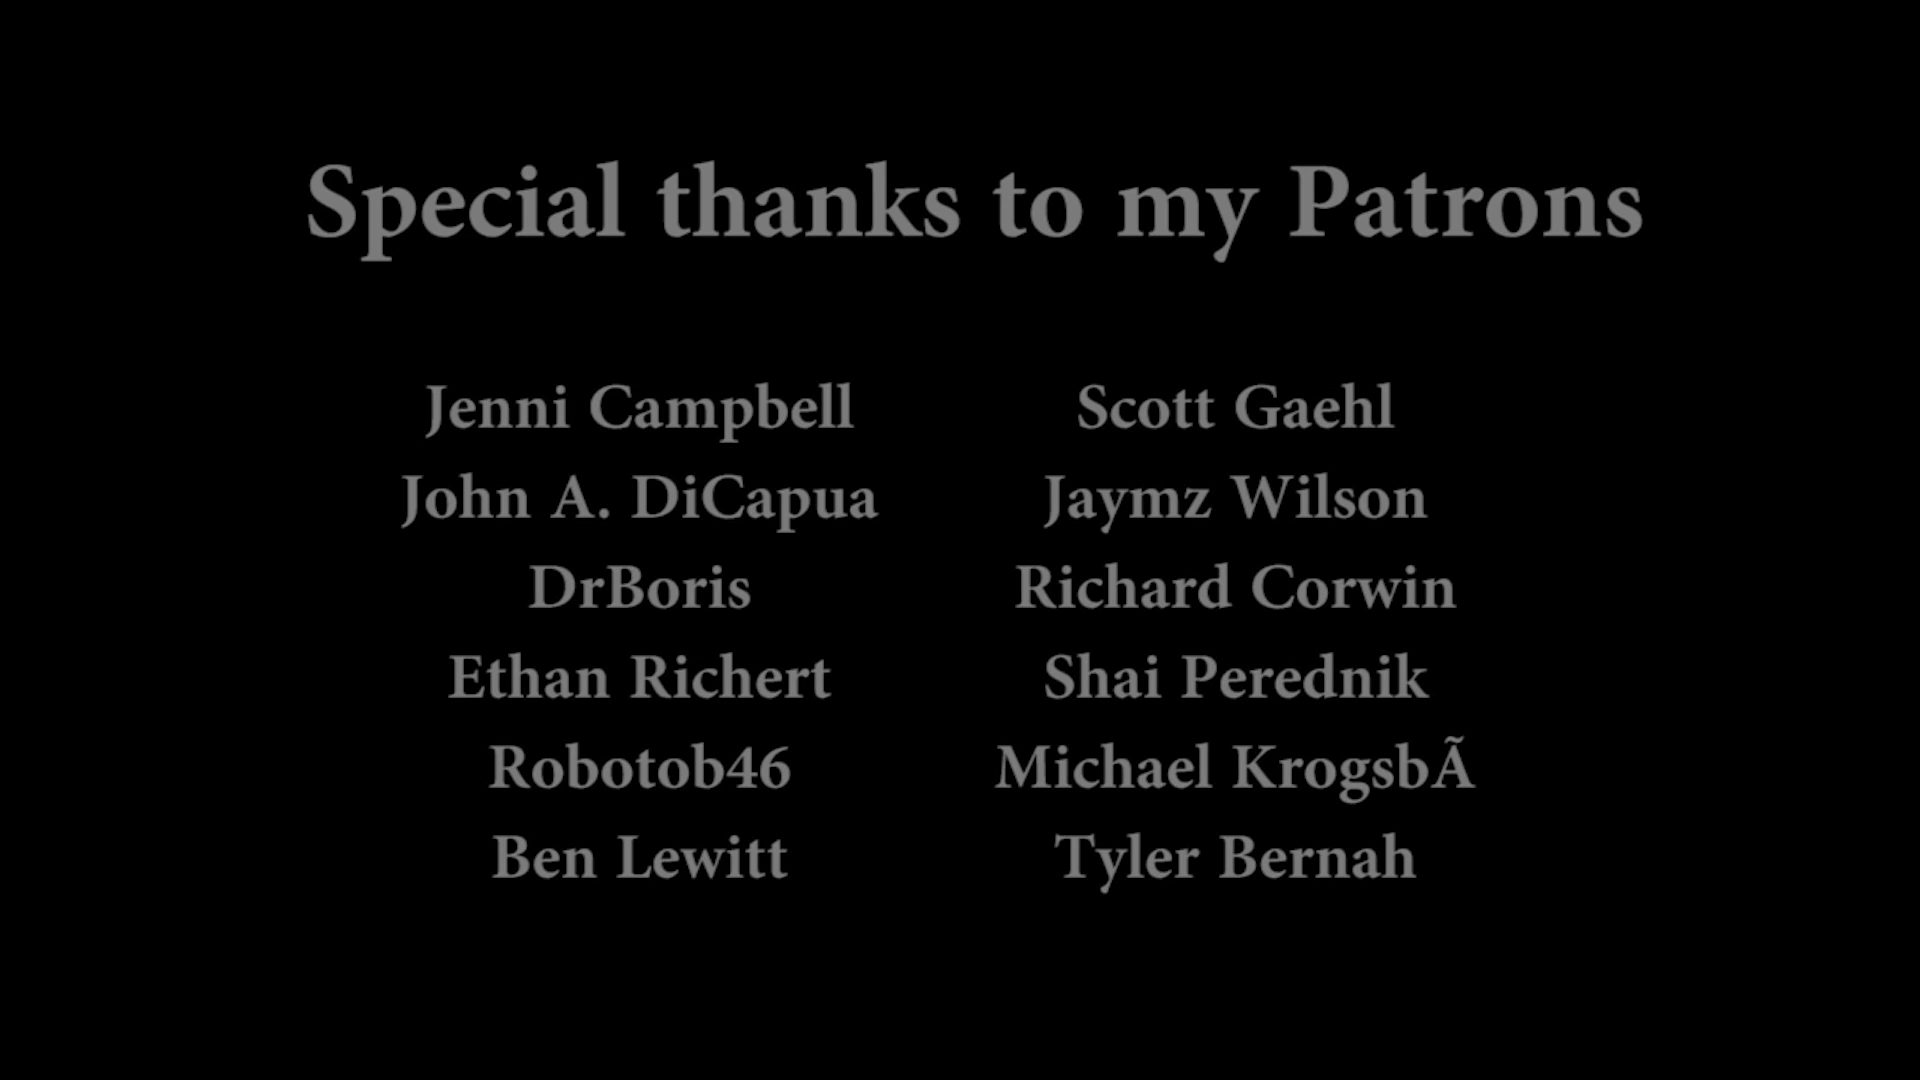 Special thanks to my Patrons
Jenni Campbell
John A. DiCapua
DrBoris
Ethan Richert
Robotob46
Ben Lewitt
Scott Gaehl
Jaymz Wilson
Richard Corwin
Shai Perednik
Michael KrogsbÃ
Tyler Bernah